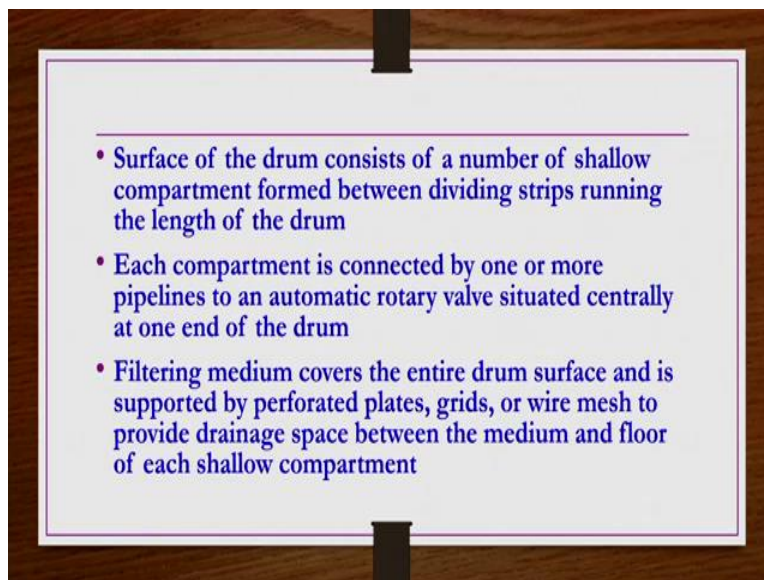 • Surface of the drum consists of a number of shallow
compartment formed between dividing strips running
the length of the drum
• Each compartment is connected by one or more
pipelines to an automatic rotary valve situated centrally
at one end of the drum
• Filtering medium covers the entire drum surface and is
supported by perforated plates, grids, or wire mesh to
provide drainage space between the medium and floor
of each shallow compartment